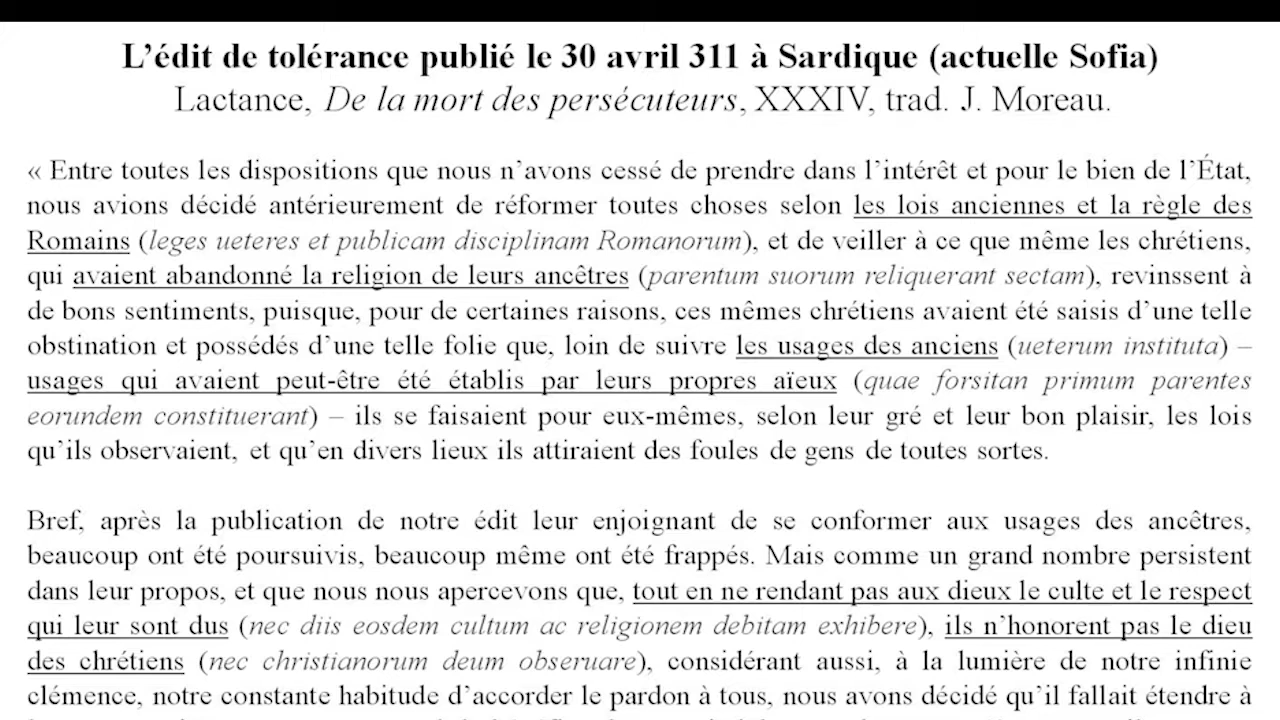 L’édit de tolérance publié le 30 avril 311 à Sardique (actuelle Sofia)
Lactance, De la mort des persécuteurs, XXXIV, trad. J. Moreau.
« Entre toutes les dispositions que nous n’avons cessé de prendre dans l’intérêt et pour le bien de l’État,
nous avions décidé antérieurement de réformer toutes choses selon les lois anciennes et la règle des
Romains (leges ueteres et publicam disciplinam Romanorum), et de veiller à ce que même les chrétiens,
qui avaient abandonné la religion de leurs ancêtres (parentum suorum reliquerant sectam), revinssent à
de bons sentiments, puisque, pour de certaines raisons, ces mêmes chrétiens avaient été saisis d’une telle
obstination et possédés d’une telle folie que, loin de suivre les usages des anciens (ueterum instituta) –
usages qui avaient peut-être été établis par leurs propres aïeux (quae forsitan primum parentes
eorundem constituerant) – ils se faisaient pour eux-mêmes, selon leur gré et leur bon plaisir, les lois
qu’ils observaient, et qu’en divers lieux ils attiraient des foules de gens de toutes sortes.
Bref, après la publication de notre édit leur enjoignant de se conformer aux usages des ancêtres,
beaucoup ont été poursuivis, beaucoup même ont été frappés. Mais comme un grand nombre persistent
dans leur propos, et que nous nous apercevons que, tout en ne rendant pas aux dieux le culte et le respect
qui leur sont dus (nec diis eosdem cultum ac religionem debitam exhibere), ils n’honorent pas le dieu
des chrétiens (nec christianorum deum obseruare), considérant aussi, à la lumière de notre infinie
clémence, notre constante habitude d’accorder le pardon à tous, nous avons décidé qu’il fallait étendre à